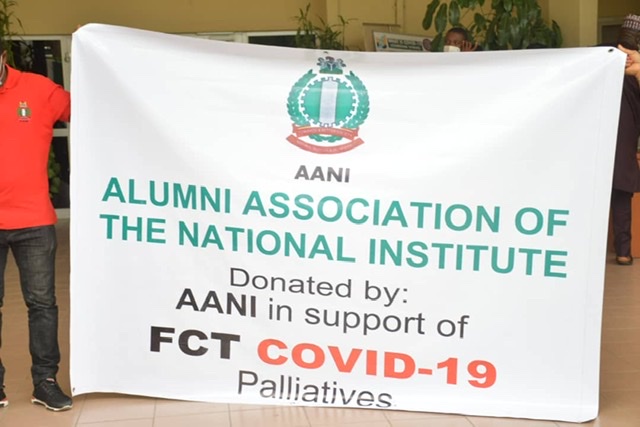 AANI
ALUMNI ASSOCIATION OF
THE NATIONAL INSTITUTE
Donated by:
AANI in support of
FCT COVID-19
Palliatives